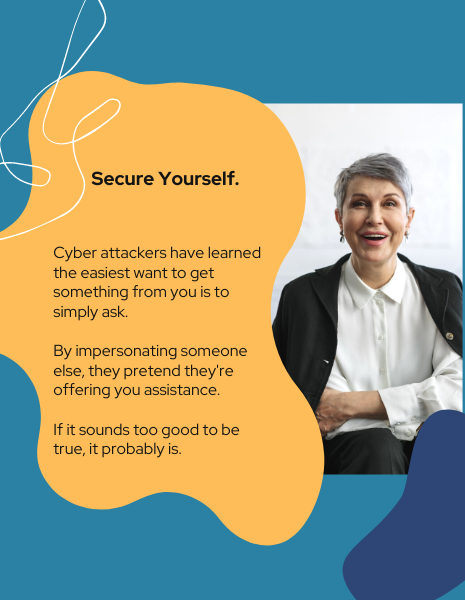 Secure Yourself.
Cyber attackers have learned
the easiest want to get
something from you is to
simply ask.
By impersonating someone
else, they pretend they're
offering you assistance.
If it sounds too good to be
true, it probably is.